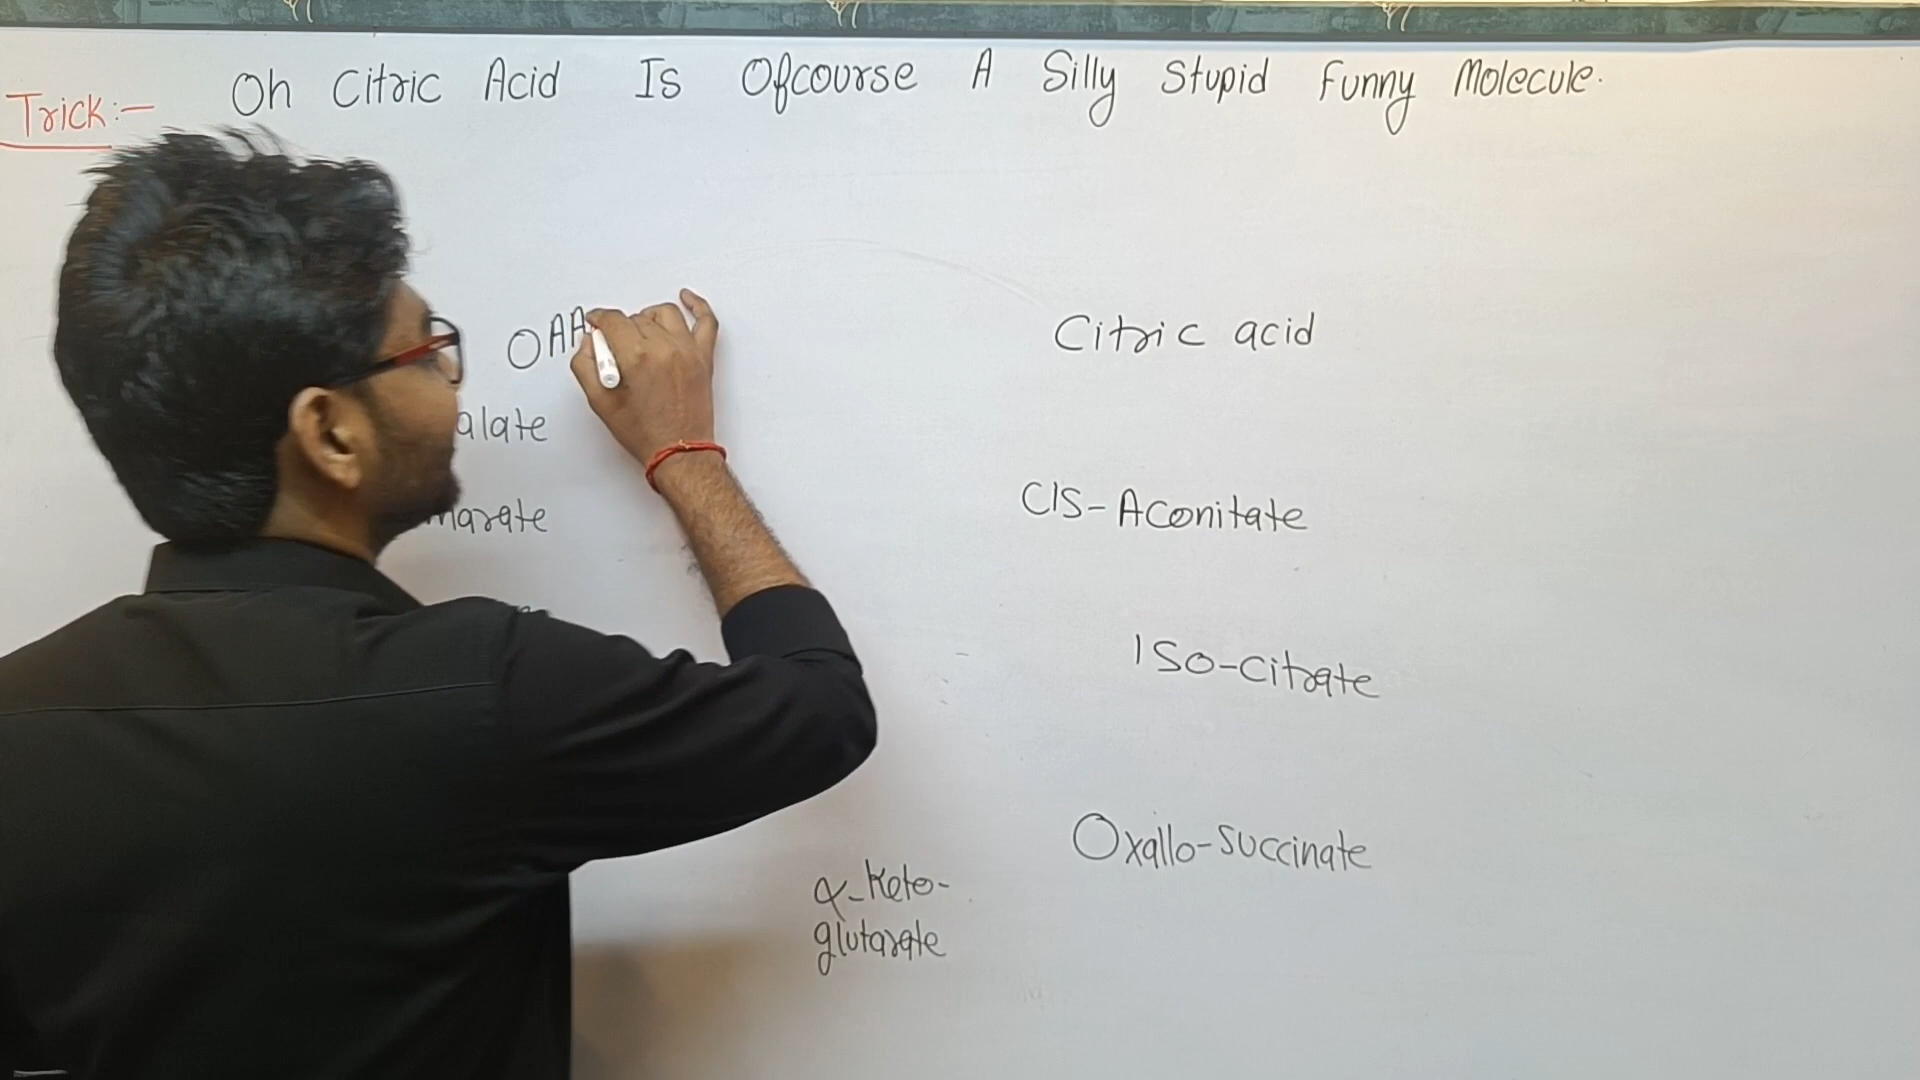 Trick:- Oh Citric Acid Is Ofcourse A Silly Stupid Funny Molecule.
OAA
Citric acid
alate
CIS-Aconitate
marate
Iso-citrate
Oxallo-succinate
α-Keto-
glutarate